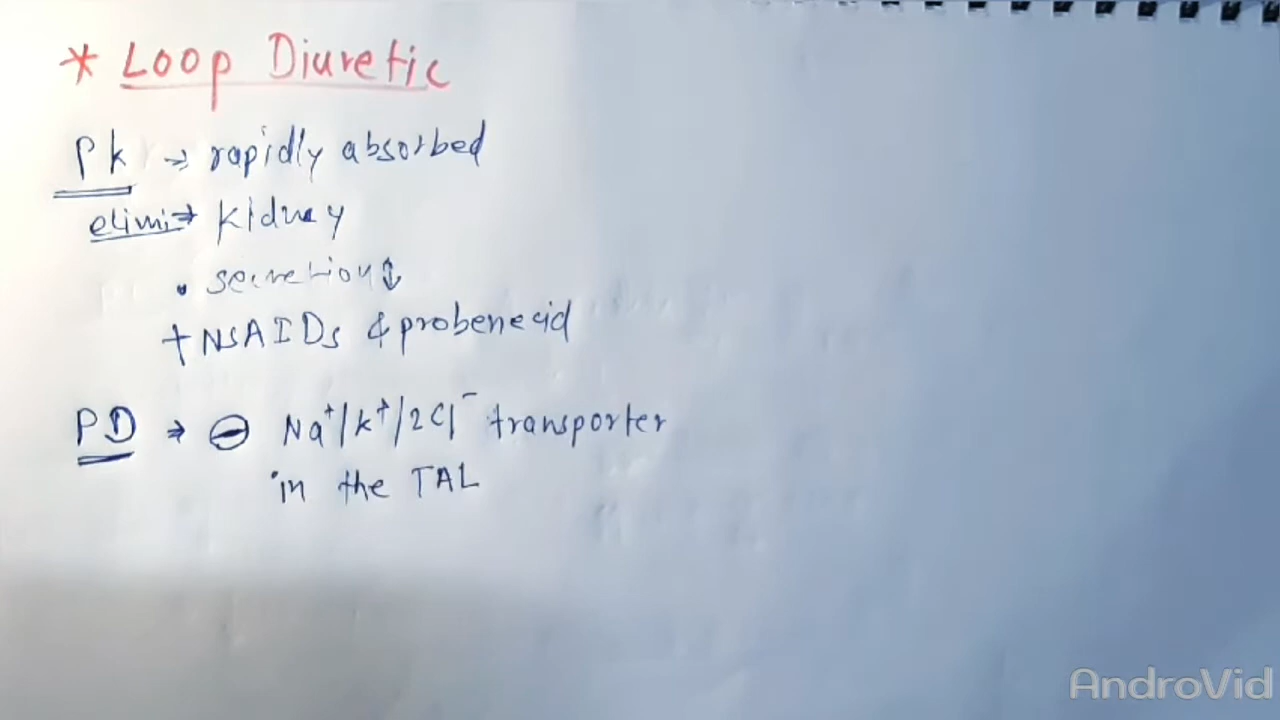 * Loop Diuretic
Pk → rapidly absorbed
elimi → kidney
• secretion ↓
+ NSAIDs & probenecid
PD → ⊖ Na⁺/k⁺/2Cl⁻ transporter
in the TAL
AndroVid